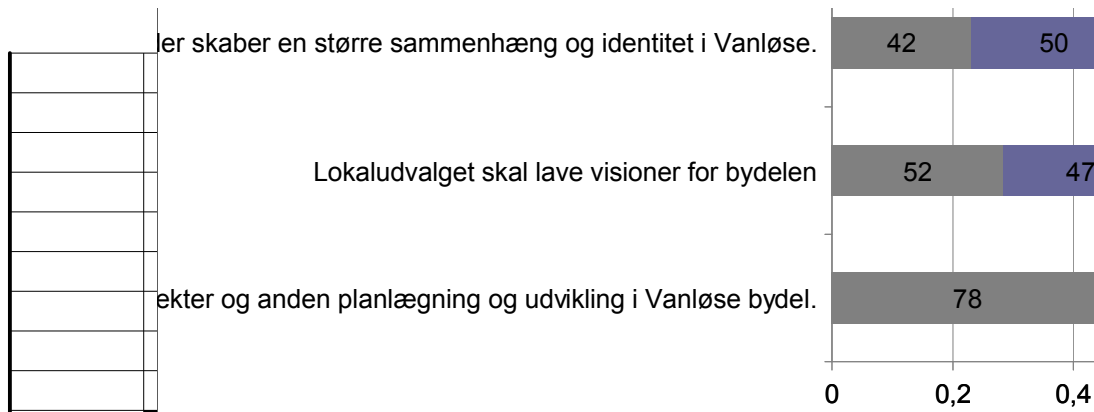 der skaber en større sammenhæng og identitet i Vanløse. 42 50
Lokaludvalget skal lave visioner for bydelen 52 47
ekter og anden planlægning og udvikling i Vanløse bydel. 78
0 0,2 0,4